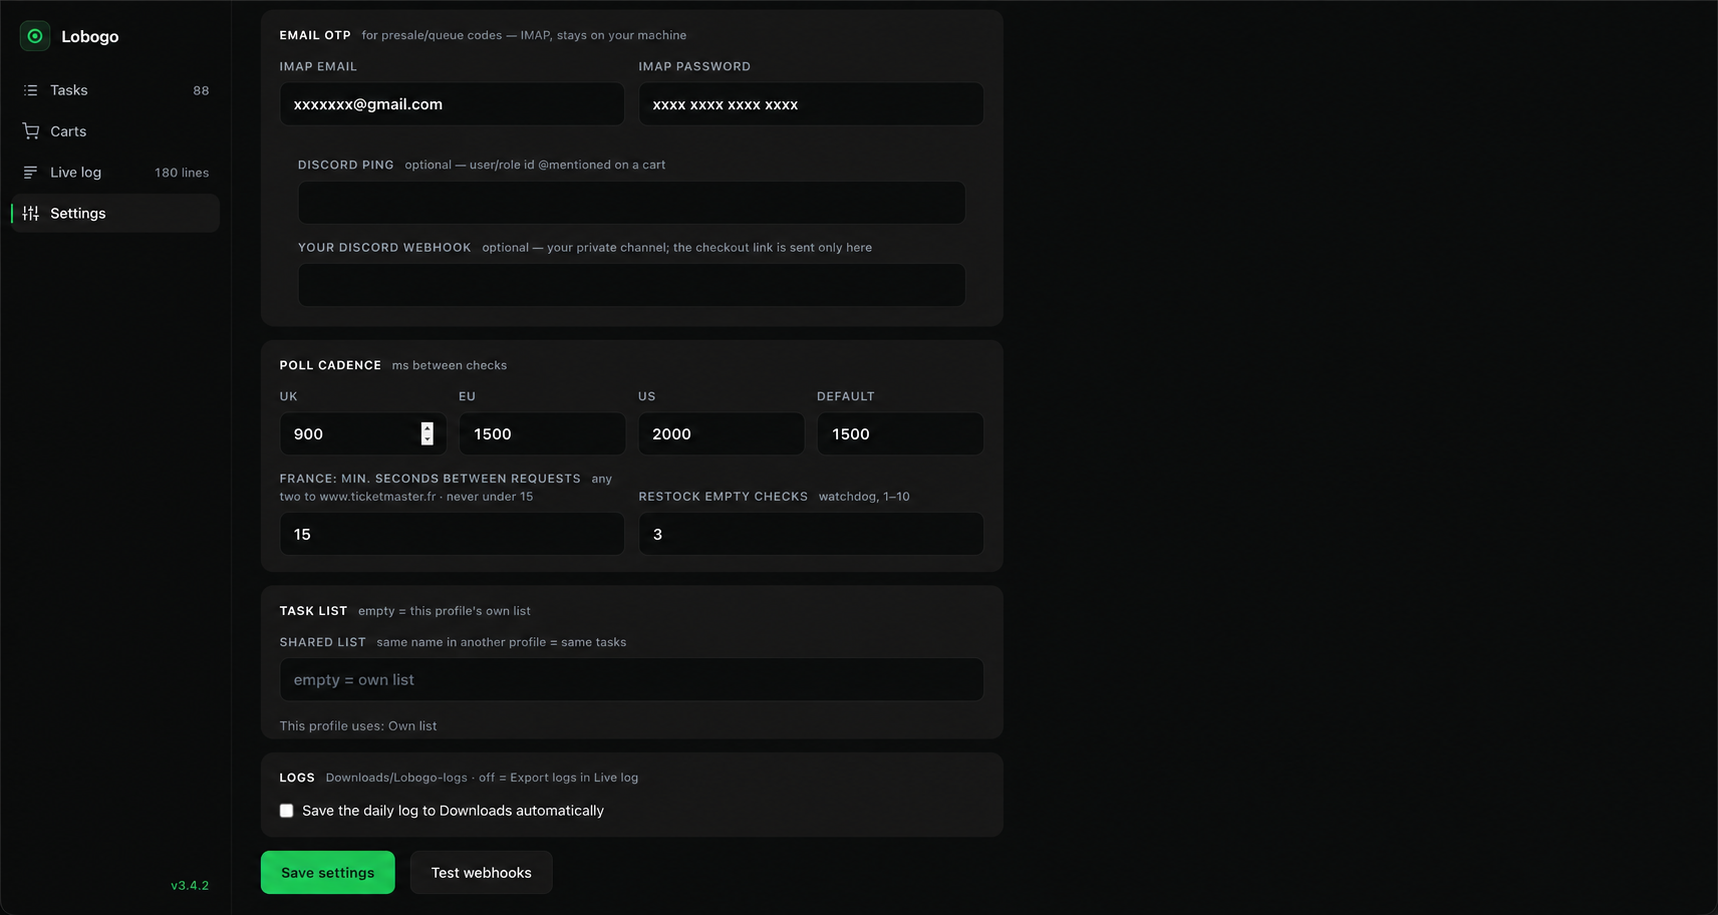 Lobogo
Tasks 88
Carts
Live log 180 lines
Settings
v3.4.2
EMAIL OTP for presale/queue codes — IMAP, stays on your machine
IMAP EMAIL
xxxxxxx@gmail.com
IMAP PASSWORD
xxxx xxxx xxxx xxxx
DISCORD PING optional — user/role id @mentioned on a cart
YOUR DISCORD WEBHOOK optional — your private channel; the checkout link is sent only here
POLL CADENCE ms between checks
UK
900
EU
1500
US
2000
DEFAULT
1500
FRANCE: MIN. SECONDS BETWEEN REQUESTS any
two to www.ticketmaster.fr · never under 15
15
RESTOCK EMPTY CHECKS watchdog, 1–10
3
TASK LIST empty = this profile's own list
SHARED LIST same name in another profile = same tasks
empty = own list
This profile uses: Own list
LOGS Downloads/Lobogo-logs · off = Export logs in Live log
Save the daily log to Downloads automatically
Save settings
Test webhooks